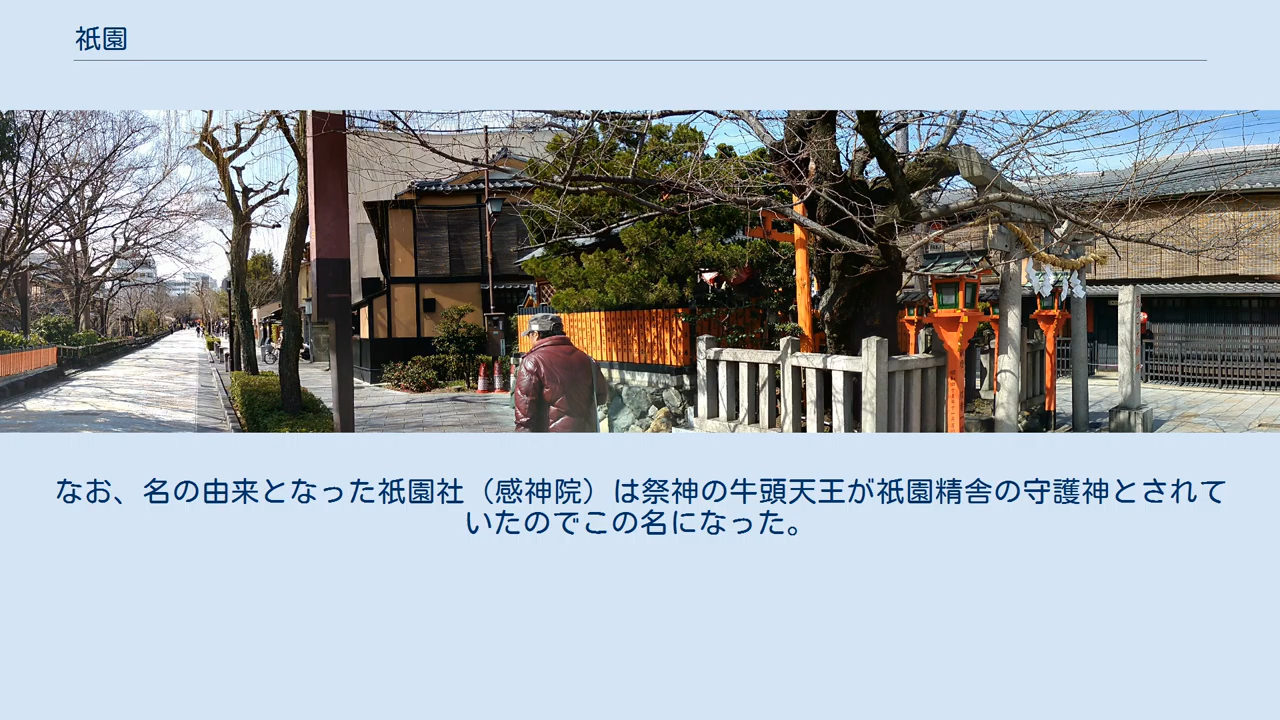 祇園
なお、名の由来となった祇園社（感神院）は祭神の牛頭天王が祇園精舎の守護神とされて
いたのでこの名になった。